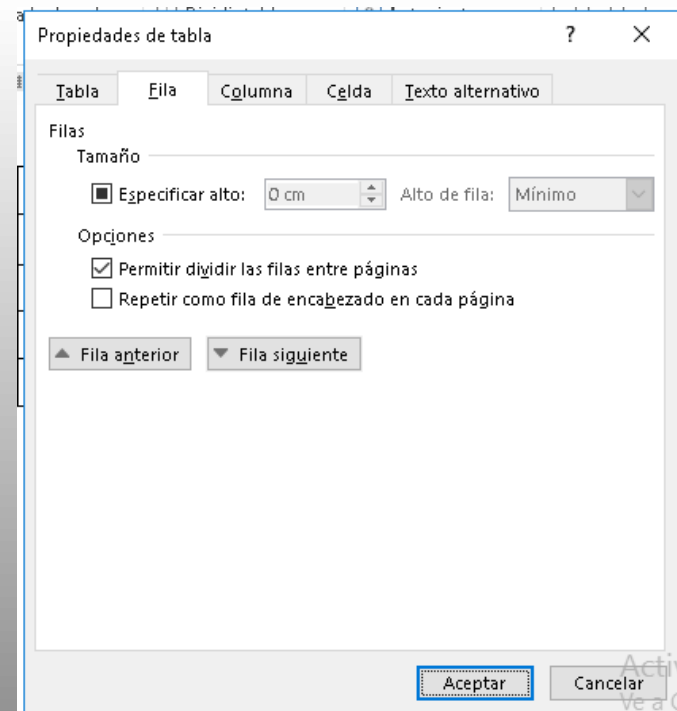 Propiedades de tabla ?
Tabla Fila Columna Celda Texto alternativo
Filas
Tamaño
Especificar alto: 0 cm Alto de fila: Mínimo
Opciones
Permitir dividir las filas entre páginas
Repetir como fila de encabezado en cada página
Fila anterior Fila siguiente
Aceptar Cancelar